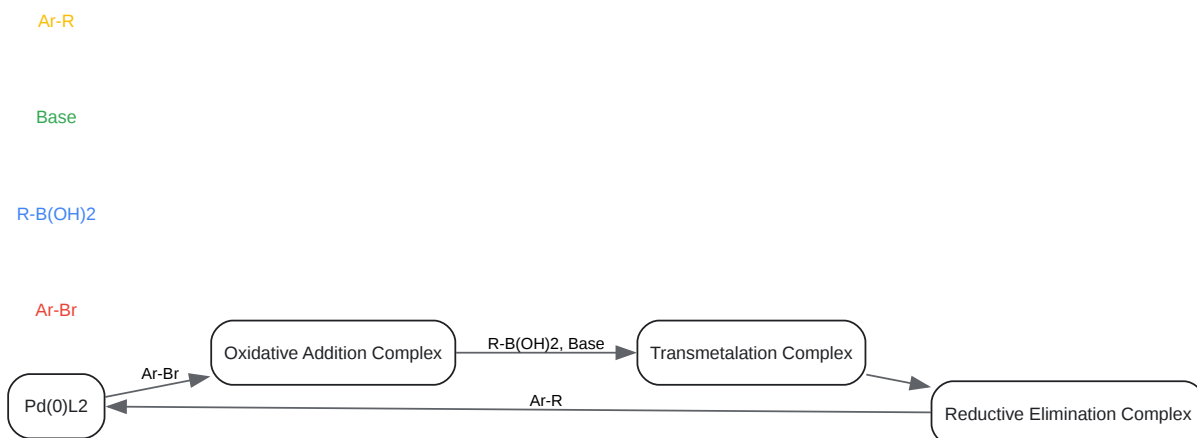 Ar-R
Base
R-B(OH)2
Ar-Br
Oxidative Addition Complex
R-B(OH)2, Base
Transmetalation Complex
Ar-Br
Pd(0)L2
Ar-R
Reductive Elimination Complex